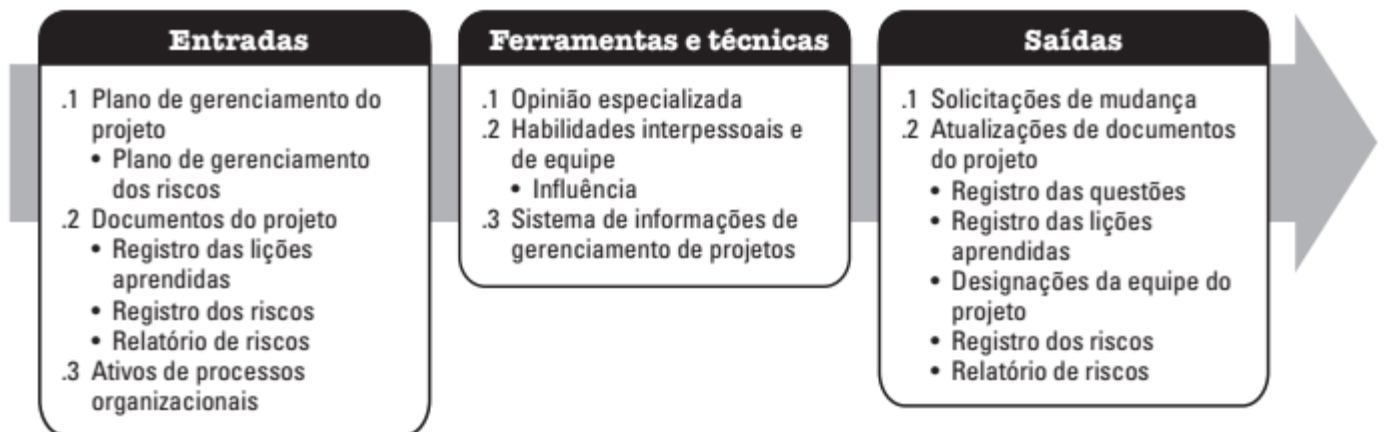 Entradas
.1 Plano de gerenciamento do
projeto
• Plano de gerenciamento
dos riscos
.2 Documentos do projeto
• Registro das lições
aprendidas
• Registro dos riscos
• Relatório de riscos
.3 Ativos de processos
organizacionais
Ferramentas e técnicas
.1 Opinião especializada
.2 Habilidades interpessoais e
de equipe
• Influência
.3 Sistema de informações de
gerenciamento de projetos
Saídas
.1 Solicitações de mudança
.2 Atualizações de documentos
do projeto
• Registro das questões
• Registro das lições
aprendidas
• Designações da equipe do
projeto
• Registro dos riscos
• Relatório de riscos